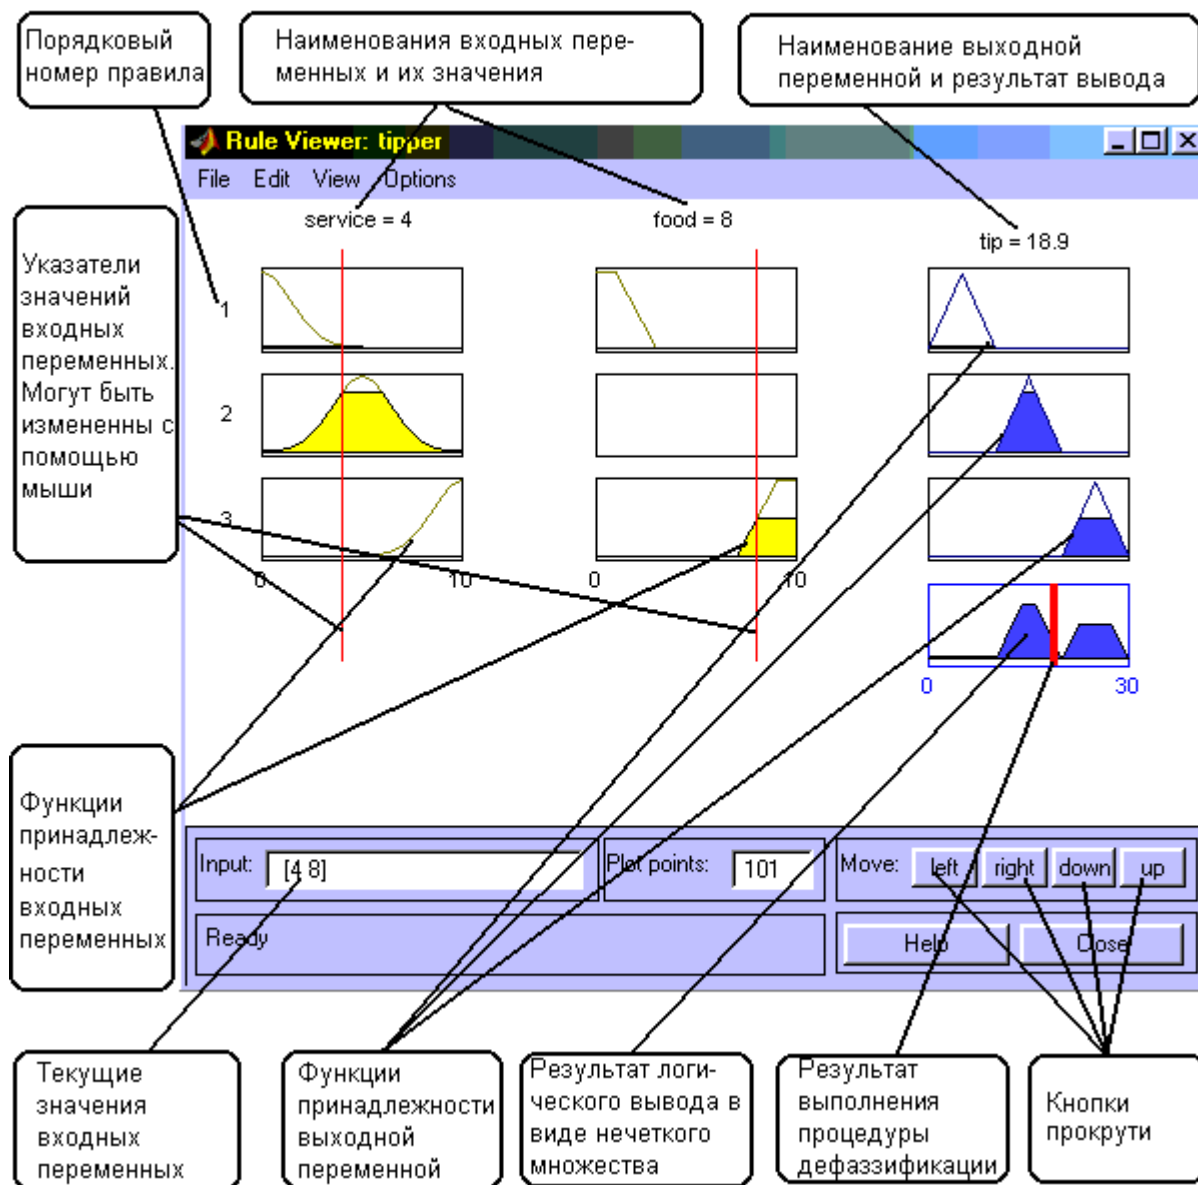 Порядковый
номер правила
Наименования входных пере-
менных и их значения
Наименование выходной
переменной и результат вывода
Rule Viewer: tipper
File Edit View Options
service = 4
food = 8
tip = 18.9
Указатели
значений
входных
переменных.
Могут быть
измененны с
помощью
мыши
1
2
3
0 10
0 10
0 30
Функции
принадлеж-
ности
входных
переменных
Input: [4 8]
Plot points: 101
Move: left right down up
Ready
Help Close
Текущие
значения
входных
переменных
Функции
принадлежности
выходной
переменной
Результат логи-
ческого вывода в
виде нечеткого
множества
Результат
выполнения
процедуры
дефаззификации
Кнопки
прокрути